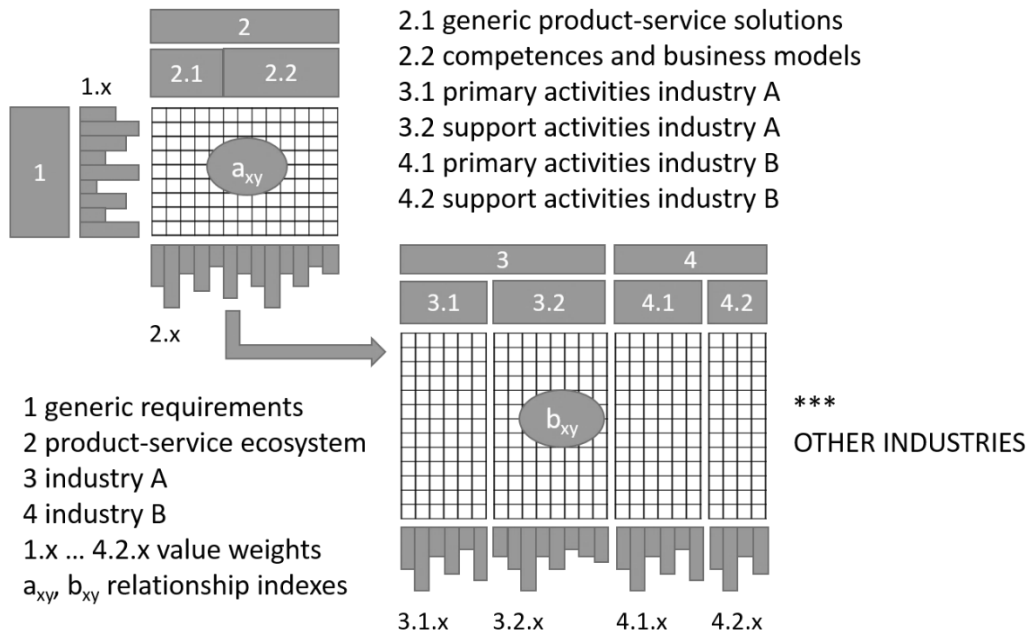 2
2.1 2.2
1.x
1
axy
2.x
2.1 generic product-service solutions
2.2 competences and business models
3.1 primary activities industry A
3.2 support activities industry A
4.1 primary activities industry B
4.2 support activities industry B
3 4
3.1 3.2 4.1 4.2
bxy
3.1.x 3.2.x 4.1.x 4.2.x
1 generic requirements
2 product-service ecosystem
3 industry A
4 industry B
1.x ... 4.2.x value weights
axy, bxy relationship indexes
***
OTHER INDUSTRIES